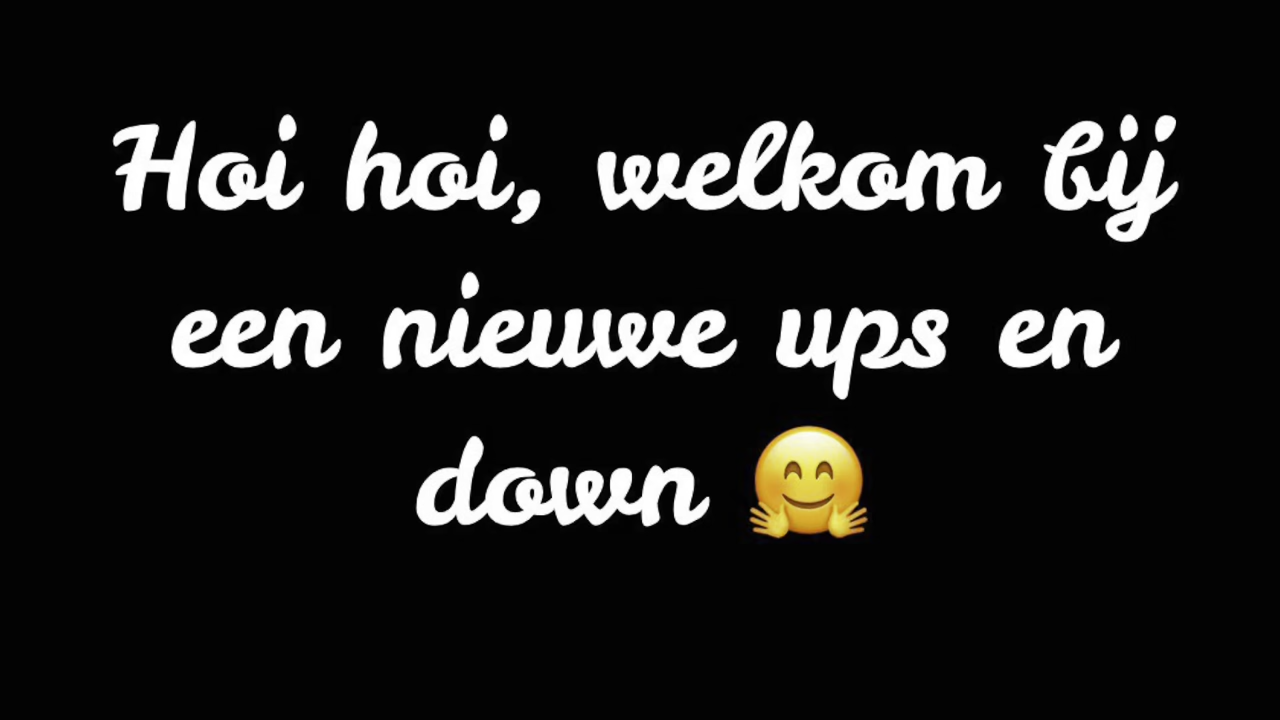 Hoi hoi, welkom bij
een nieuwe ups en
down 🤗